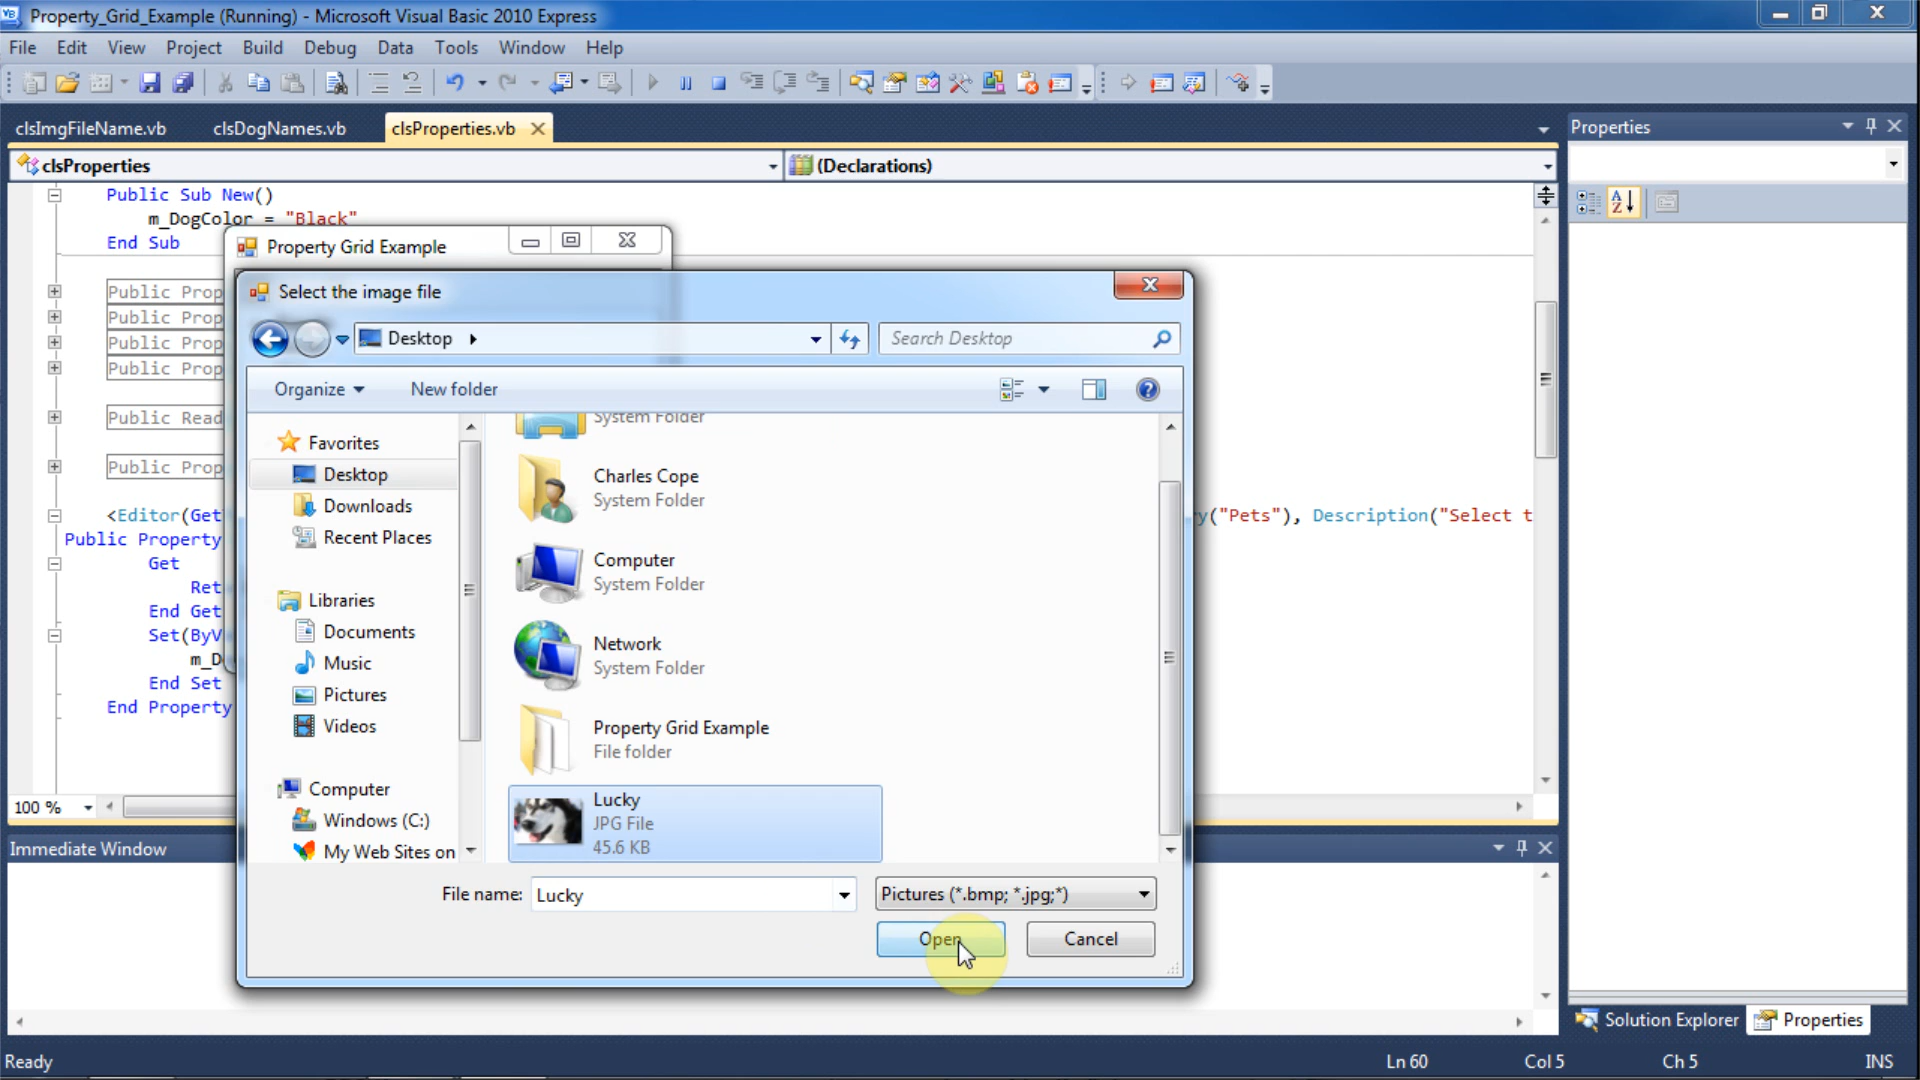 Property_Grid_Example (Running) - Microsoft Visual Basic 2010 Express
File Edit View Project Build Debug Data Tools Window Help
clsImgFileName.vb clsDogNames.vb clsProperties.vb
Properties
clsProperties
(Declarations)
Public Sub New()
m_DogColor = "Black"
End Sub
Public Prop
Public Prop
Public Prop
Public Prop
Public Read
Public Prop
<Editor(Get
y("Pets"), Description("Select t
Public Property
Get
Ret
End Get
Set(ByV
m_D
End Set
End Property
100 %
Property Grid Example
Select the image file
Desktop
Search Desktop
Organize
New folder
Favorites
Desktop
Downloads
Recent Places
Libraries
Documents
Music
Pictures
Videos
Computer
Windows (C:)
My Web Sites on
System Folder
Charles Cope
System Folder
Computer
System Folder
Network
System Folder
Property Grid Example
File folder
Lucky
JPG File
45.6 KB
File name: Lucky
Pictures (*.bmp; *.jpg;*)
Open
Cancel
Immediate Window
Solution Explorer
Properties
Ready
Ln 60
Col 5
Ch 5
INS